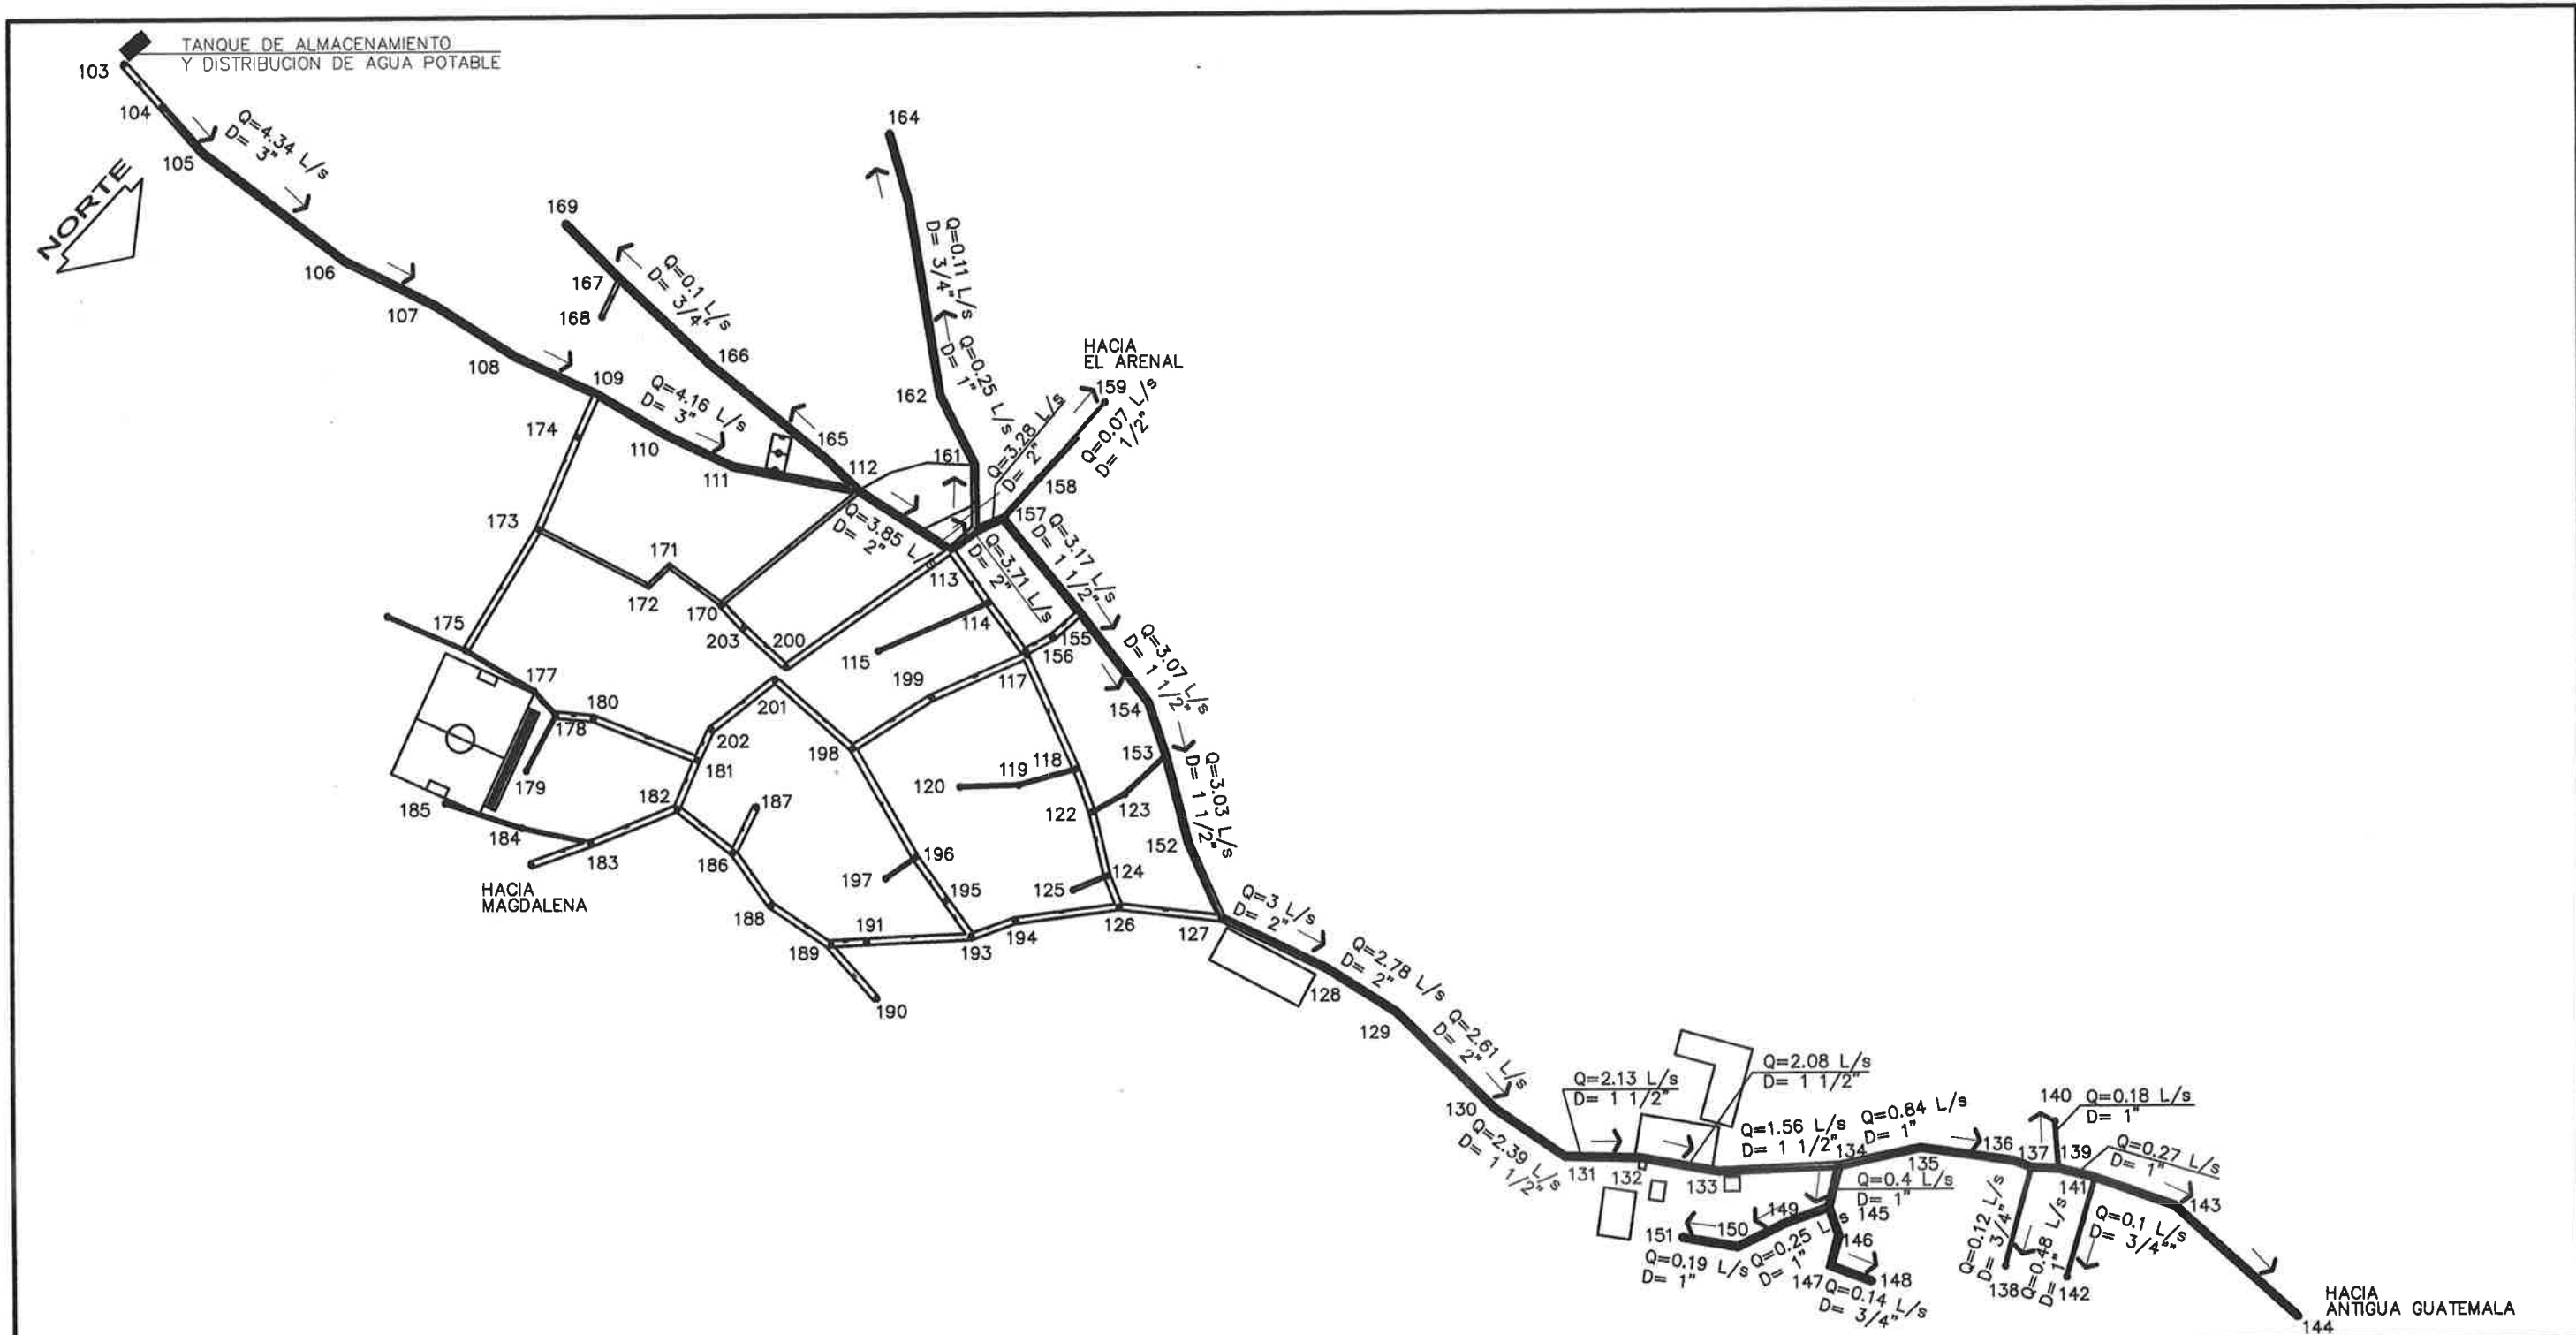 TANQUE DE ALMACENAMIENTO
Y DISTRIBUCION DE AGUA POTABLE
103
104
105
Q=4.34 L/s
D= 3"
NORTE
106
107
108
109
Q=4.16 L/s
D= 3"
110
111
112
164
169
167
168
Q=0.1 L/s
D= 3/4"
166
165
Q=0.11 L/s
D= 3/4"
Q=0.25 L/s
D= 1"
162
161
HACIA
EL ARENAL
159
Q=0.07 L/s
D= 1/2"
Q=3.28 L/s
D= 2"
158
157
Q=3.85 L/
D= 2"
Q=3.71 L/s
D= 2"
Q=3.17 L/s
D= 1 1/2"
Q=3.07 L/s
D= 1 1/2"
Q=3.03 L/s
D= 1 1/2"
174
173
171
172
170
203
200
113
114
115
155
156
117
199
154
153
175
177
178
179
180
181
202
201
198
118
119
120
122
123
182
187
185
184
183
186
HACIA
MAGDALENA
188
189
190
191
193
194
195
196
197
124
125
126
152
127
Q=3 L/s
D= 2"
128
Q=2.78 L/s
D= 2"
129
Q=2.61 L/s
D= 2"
130
Q=2.39 L/s
D= 1 1/2"
131
Q=2.13 L/s
D= 1 1/2"
132
Q=2.08 L/s
D= 1 1/2"
133
Q=1.56 L/s
D= 1 1/2"
134
Q=0.84 L/s
D= 1"
135
136
137
139
140
Q=0.18 L/s
D= 1"
Q=0.27 L/s
D= 1"
141
143
Q=0.4 L/s
D= 1"
145
146
147
148
149
150
151
Q=0.19 L/s
D= 1"
Q=0.25 L/s
D= 1"
Q=0.14 L/s
D= 3/4"
Q=0.12 L/s
D= 3/4"
138
Q=0.48 L/s
D= 1"
142
Q=0.1 L/s
D= 3/4"
HACIA
ANTIGUA GUATEMALA
144